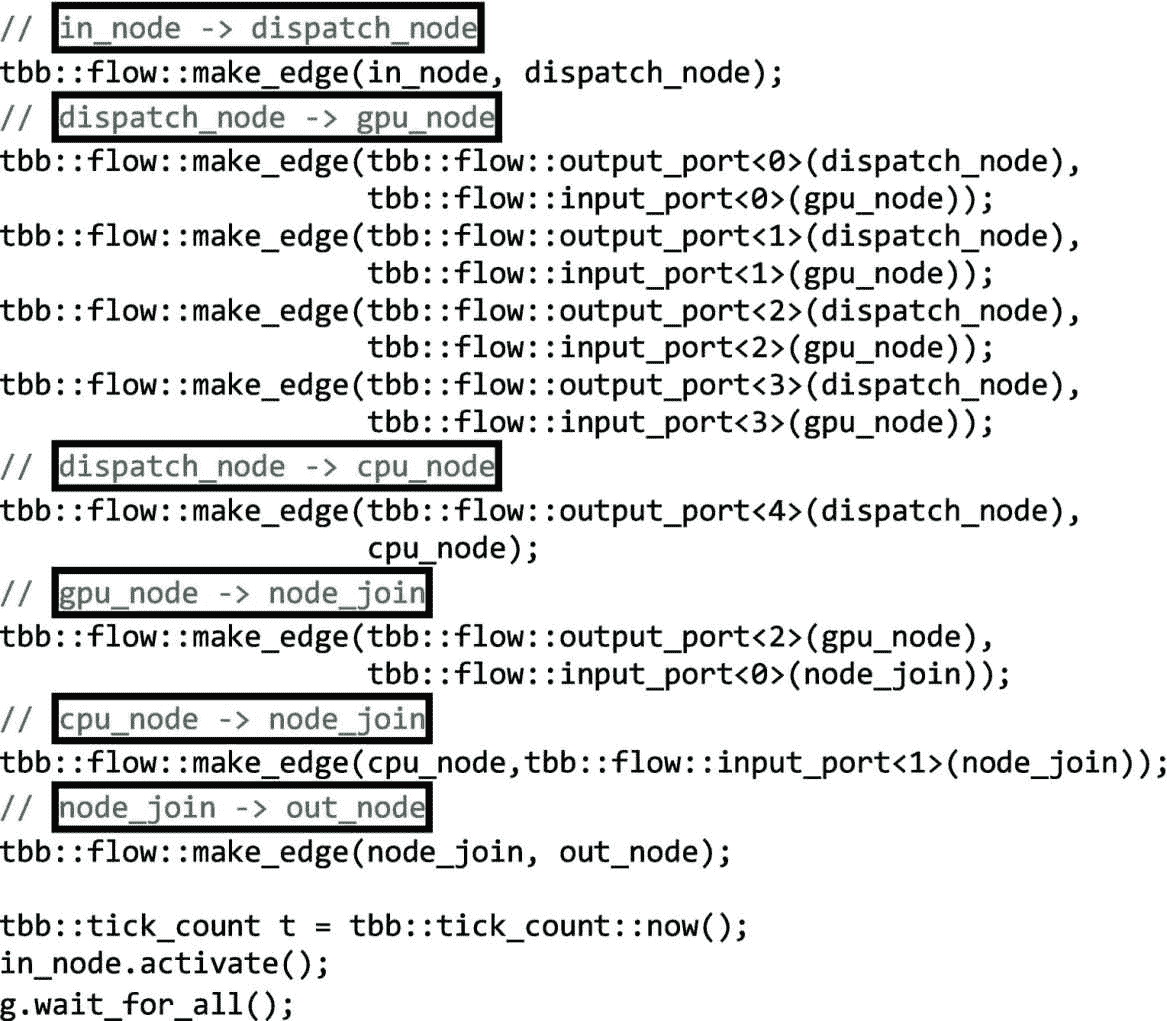 // in_node -> dispatch_node
tbb::flow::make_edge(in_node, dispatch_node);
// dispatch_node -> gpu_node
tbb::flow::make_edge(tbb::flow::output_port<0>(dispatch_node),
tbb::flow::input_port<0>(gpu_node));
tbb::flow::make_edge(tbb::flow::output_port<1>(dispatch_node),
tbb::flow::input_port<1>(gpu_node));
tbb::flow::make_edge(tbb::flow::output_port<2>(dispatch_node),
tbb::flow::input_port<2>(gpu_node));
tbb::flow::make_edge(tbb::flow::output_port<3>(dispatch_node),
tbb::flow::input_port<3>(gpu_node));
// dispatch_node -> cpu_node
tbb::flow::make_edge(tbb::flow::output_port<4>(dispatch_node),
cpu_node);
// gpu_node -> node_join
tbb::flow::make_edge(tbb::flow::output_port<2>(gpu_node),
tbb::flow::input_port<0>(node_join));
// cpu_node -> node_join
tbb::flow::make_edge(cpu_node,tbb::flow::input_port<1>(node_join));
// node_join -> out_node
tbb::flow::make_edge(node_join, out_node);
tbb::tick_count t = tbb::tick_count::now();
in_node.activate();
g.wait_for_all();